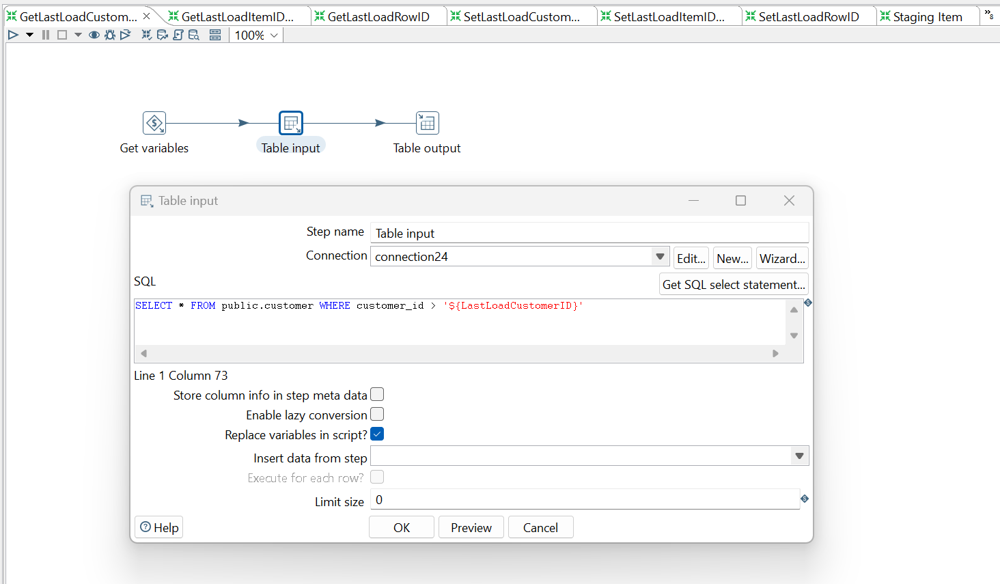 GetLastLoadCustom...
GetLastLoadItemID...
GetLastLoadRowID
SetLastLoadCustom...
SetLastLoadItemID...
SetLastLoadRowID
Staging Item
»8
100%
Get variables
Table input
Table output
Table input
Step name Table input
Connection connection24 Edit... New... Wizard...
SQL Get SQL select statement...
SELECT * FROM public.customer WHERE customer_id > '${LastLoadCustomerID}'
Line 1 Column 73
Store column info in step meta data
Enable lazy conversion
Replace variables in script?
Insert data from step
Execute for each row?
Limit size 0
Help OK Preview Cancel